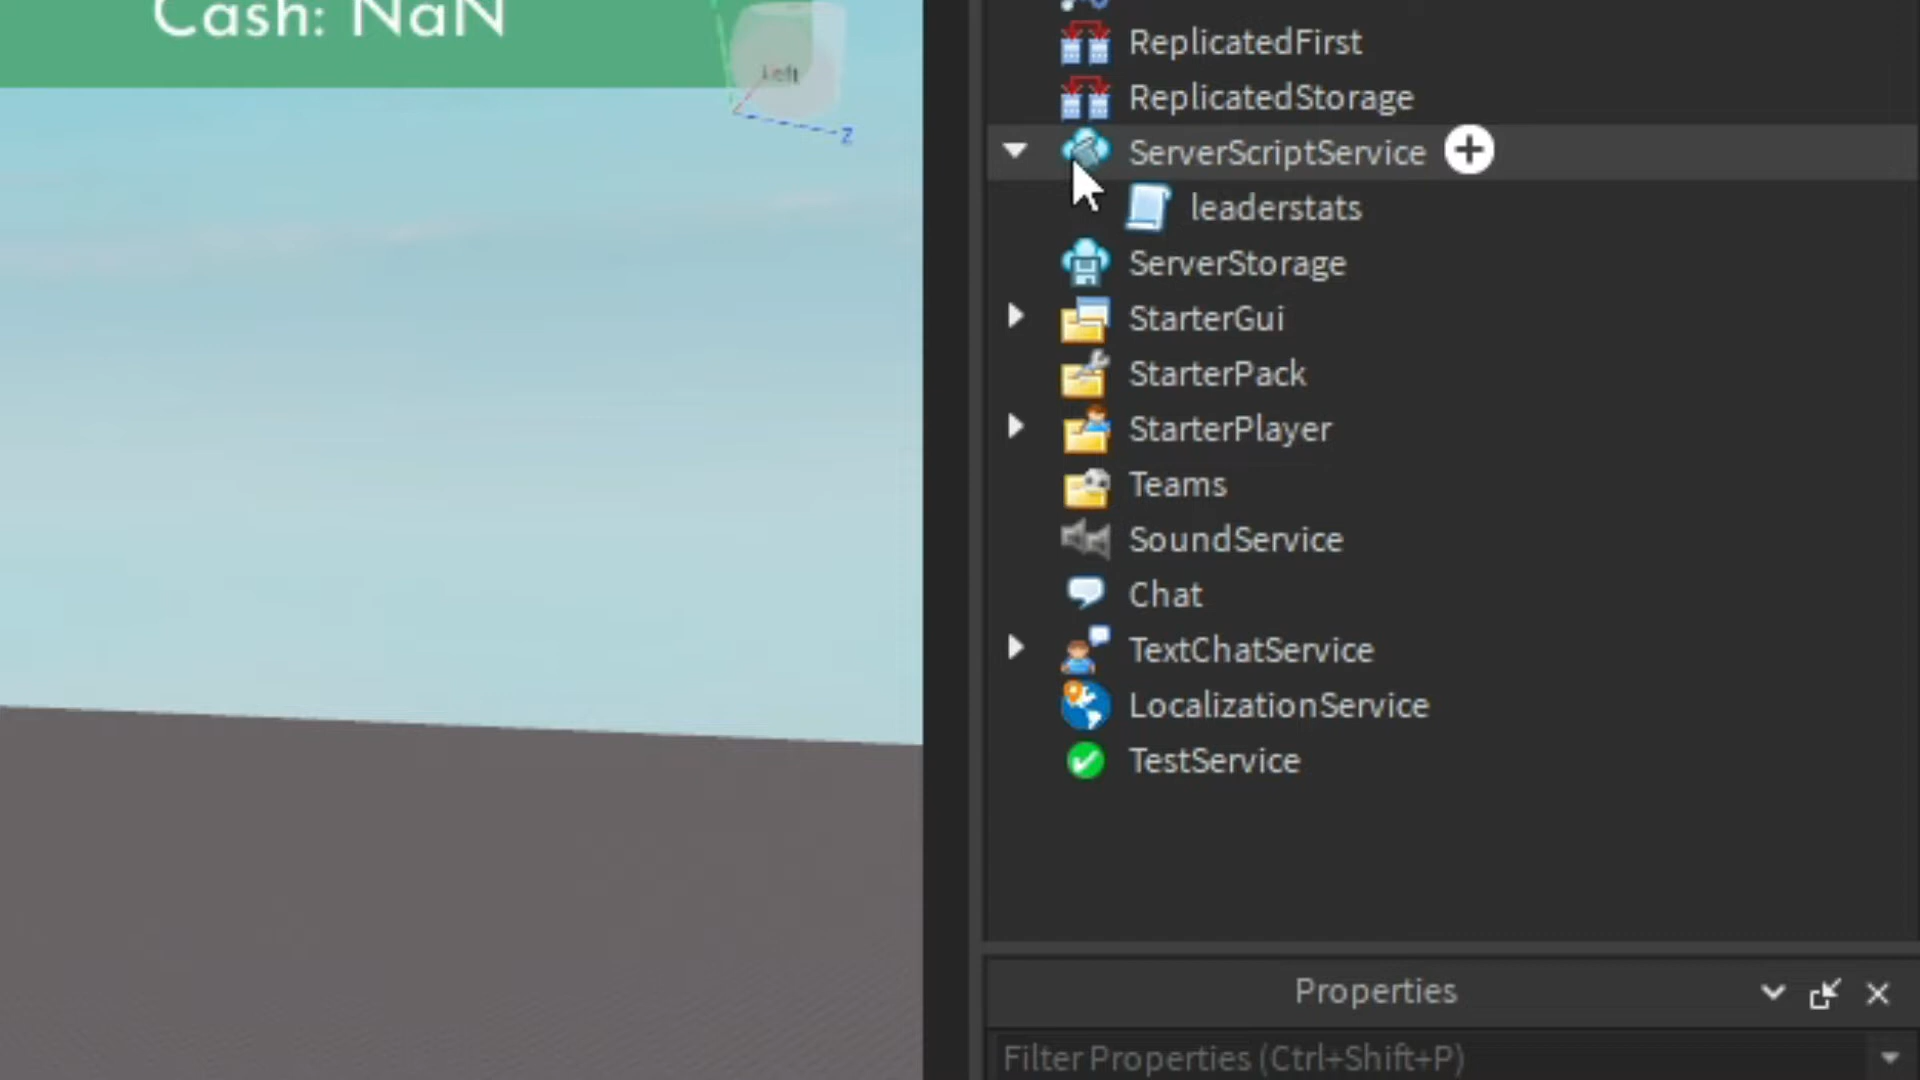 Cash: NaN
Left
Z
ReplicatedFirst
ReplicatedStorage
ServerScriptService
leaderstats
ServerStorage
StarterGui
StarterPack
StarterPlayer
Teams
SoundService
Chat
TextChatService
LocalizationService
TestService
Properties
Filter Properties (Ctrl+Shift+P)